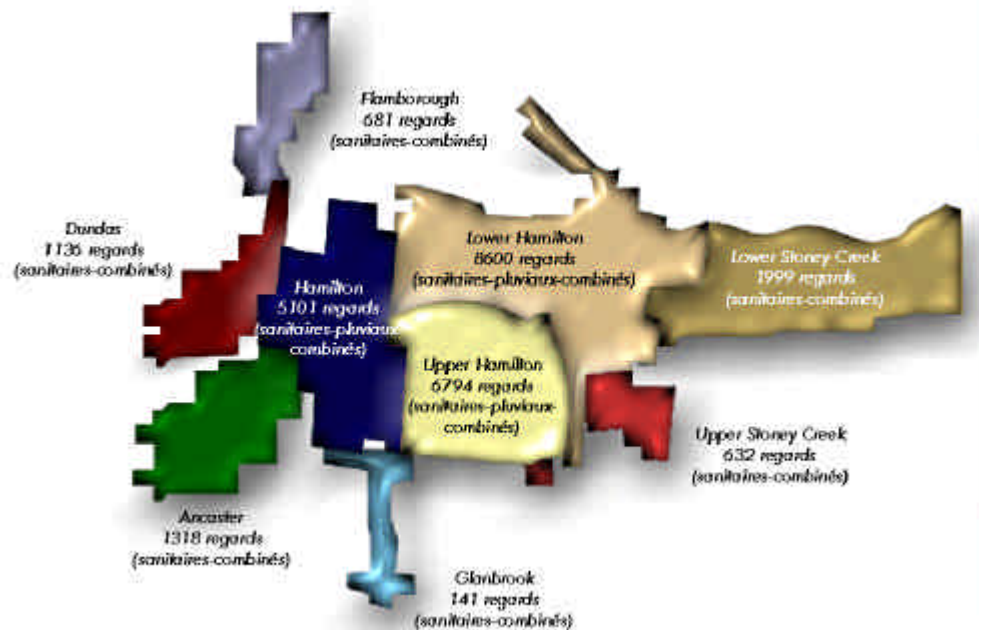 Flamborough
681 regards
(sanitaires-combinés)
Dundas
1136 regards
(sanitaires-combinés)
Lower Hamilton
8600 regards
(sanitaires-pluviaux-combinés)
Lower Stoney Creek
1999 regards
(sanitaires-combinés)
Hamilton
5101 regards
(sanitaires-pluviaux-
combinés)
Upper Hamilton
6794 regards
(sanitaires-pluviaux-
combinés)
Upper Stoney Creek
632 regards
(sanitaires-combinés)
Ancaster
1318 regards
(sanitaires-combinés)
Glanbrook
141 regards
(sanitaires-combinés)